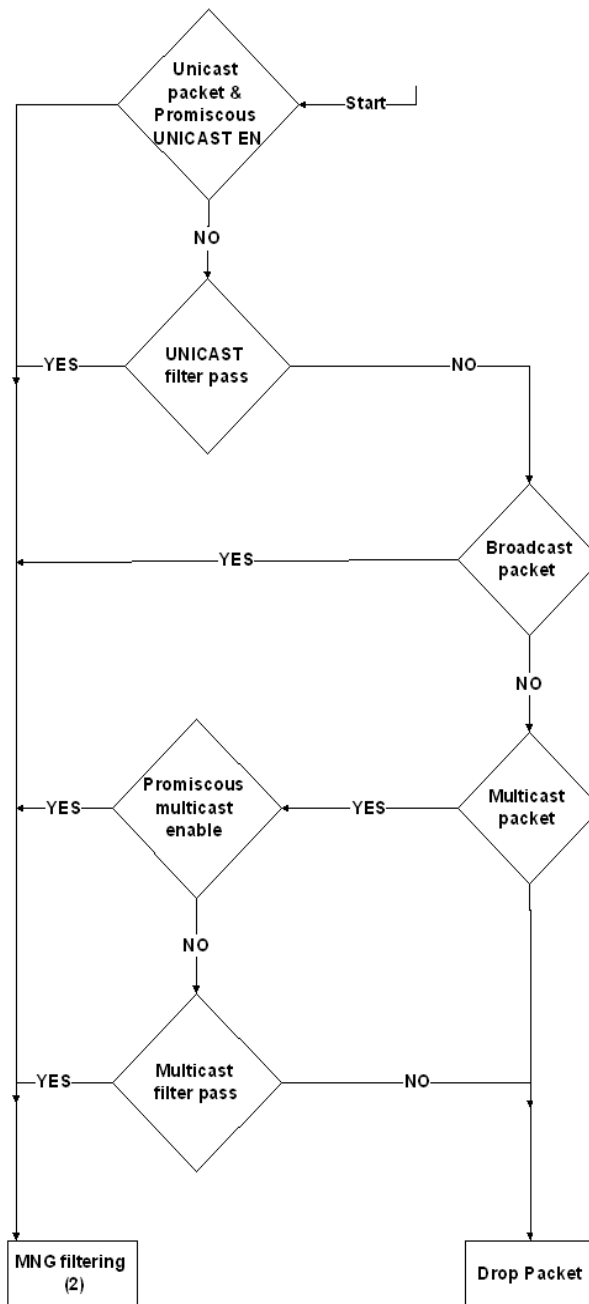 Unicast
packet &
Promiscous
UNICAST EN
Start
NO
UNICAST
filter pass
YES
NO
Broadcast
packet
YES
NO
Promiscous
multicast
enable
YES
YES
Multicast
packet
NO
Multicast
filter pass
YES
NO
MNG filtering
(2)
Drop Packet